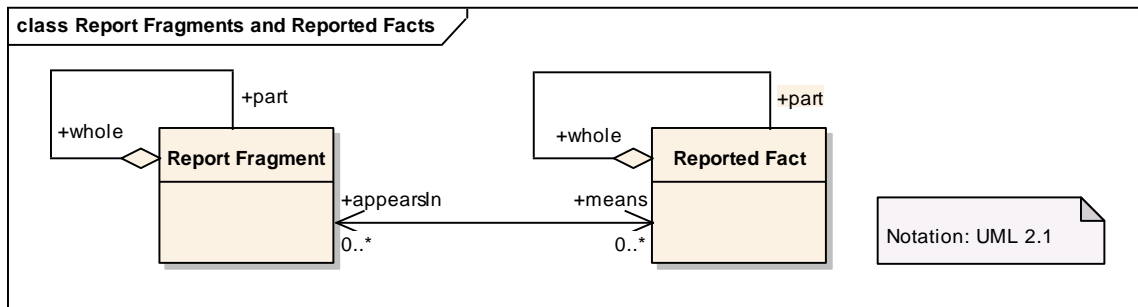 class Report Fragments and Reported Facts
+part
+whole
Report Fragment
+part
+whole
Reported Fact
+appearsIn
0..*
+means
0..*
Notation: UML 2.1